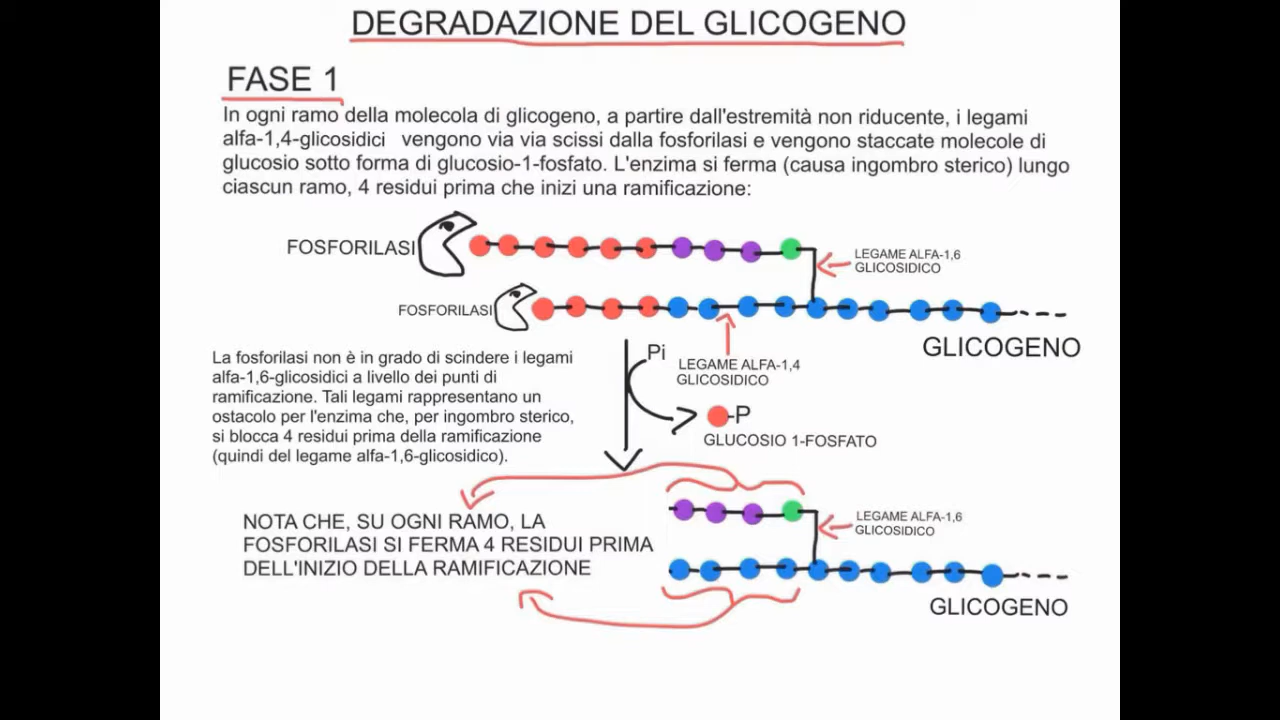 DEGRADAZIONE DEL GLICOGENO
FASE 1
In ogni ramo della molecola di glicogeno, a partire dall'estremità non riducente, i legami
alfa-1,4-glicosidici vengono via via scissi dalla fosforilasi e vengono staccate molecole di
glucosio sotto forma di glucosio-1-fosfato. L'enzima si ferma (causa ingombro sterico) lungo
ciascun ramo, 4 residui prima che inizi una ramificazione:
FOSFORILASI
LEGAME ALFA-1,6
GLICOSIDICO
FOSFORILASI
GLICOGENO
La fosforilasi non è in grado di scindere i legami
alfa-1,6-glicosidici a livello dei punti di
ramificazione. Tali legami rappresentano un
ostacolo per l'enzima che, per ingombro sterico,
si blocca 4 residui prima della ramificazione
(quindi del legame alfa-1,6-glicosidico).
Pi
LEGAME ALFA-1,4
GLICOSIDICO
-P
GLUCOSIO 1-FOSFATO
NOTA CHE, SU OGNI RAMO, LA
FOSFORILASI SI FERMA 4 RESIDUI PRIMA
DELL'INIZIO DELLA RAMIFICAZIONE
LEGAME ALFA-1,6
GLICOSIDICO
GLICOGENO